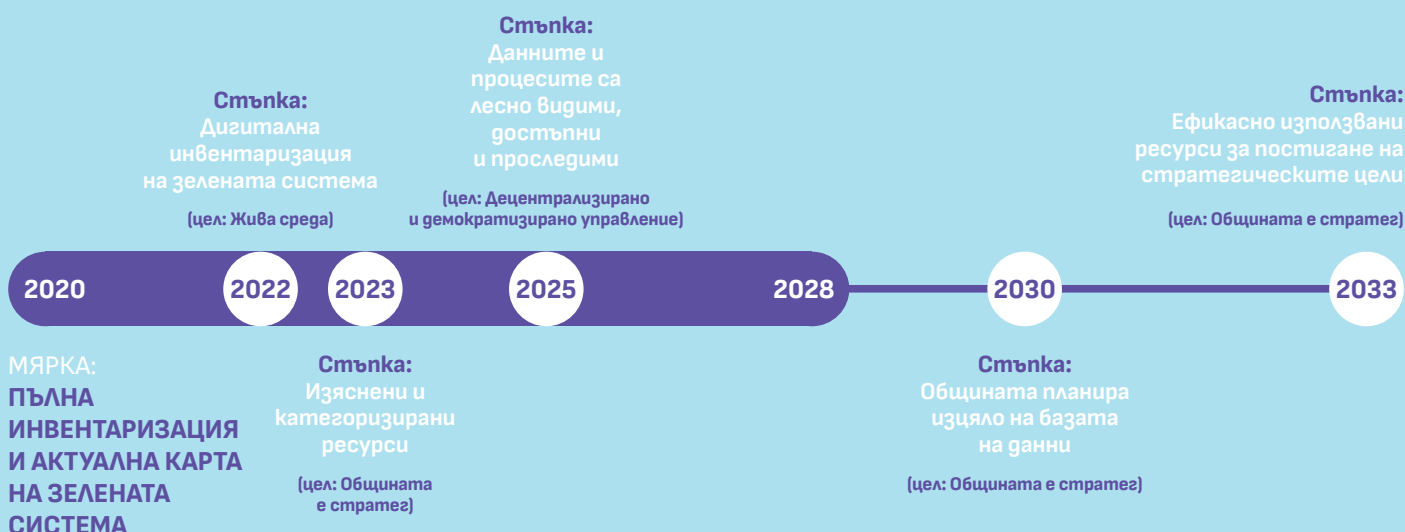 Стъпка:
Данните и
процесите са
лесно видими,
достъпни
и проследими
(цел: Децентрализирано
и демократизирано управление)
Стъпка:
Дигитална
инвентаризация
на зелената система
(цел: Жива среда)
Стъпка:
Ефикасно използвани
ресурси за постигане на
стратегическите цели
(цел: Общината е стратег)
2020
2022
2023
2025
2028
2030
2033
МЯРКА:
ПЪЛНА
ИНВЕНТАРИЗАЦИЯ
И АКТУАЛНА КАРТА
НА ЗЕЛЕНАТА
СИСТЕМА
Стъпка:
Изяснени и
категоризирани
ресурси
(цел: Общината
е стратег)
Стъпка:
Общината планира
изцяло на базата
на данни
(цел: Общината е стратег)